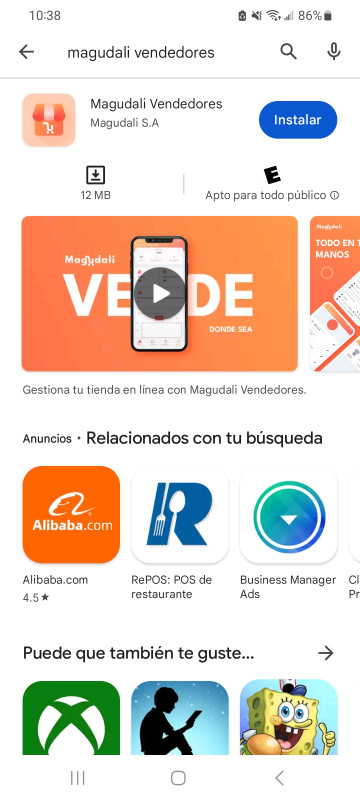 10:38
86%
magudali vendedores
Magudali Vendedores
Magudali S.A
Instalar
12 MB
E
Apto para todo público
Magudali
VENDE
DONDE SEA
Magudali
TODO EN T
MANOS
Gestiona tu tienda en línea con Magudali Vendedores.
Anuncios • Relacionados con tu búsqueda
Alibaba.com
R
Alibaba.com
4.5★
RePOS: POS de
restaurante
Business Manager
Ads
Cl
Pr
Puede que también te guste...